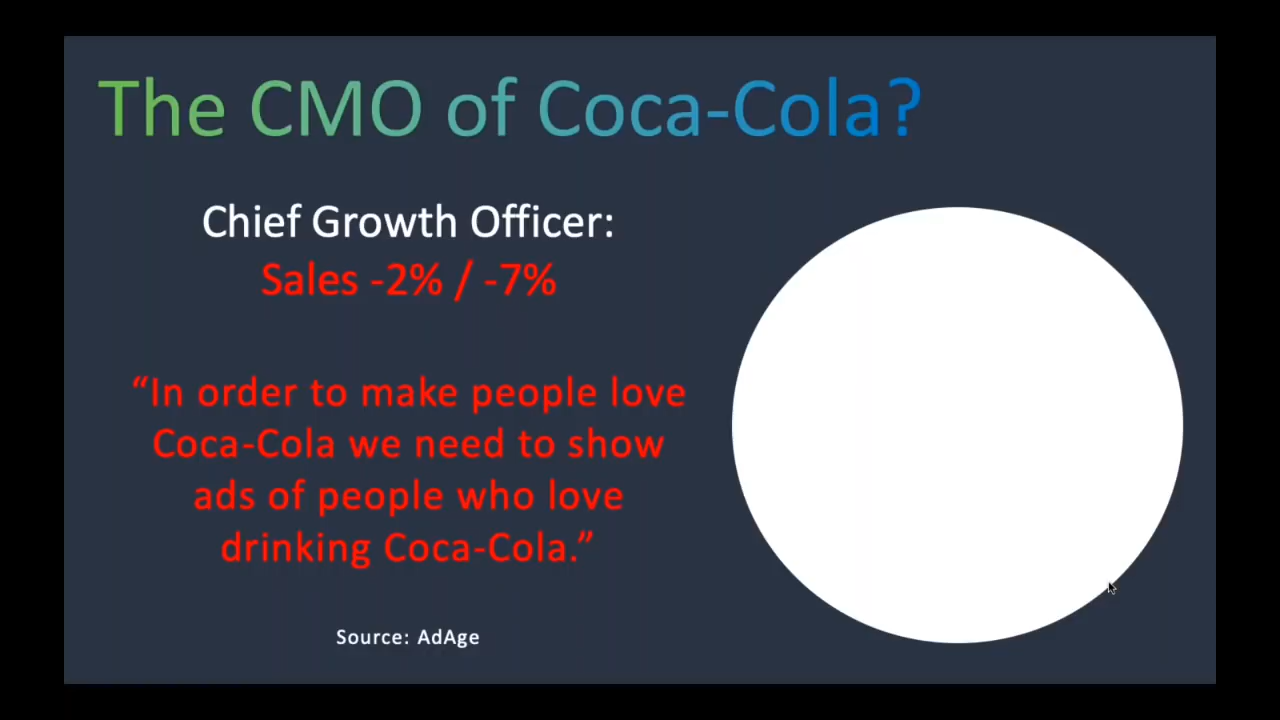 The CMO of Coca-Cola?
Chief Growth Officer:
Sales -2% / -7%
“In order to make people love
Coca-Cola we need to show
ads of people who love
drinking Coca-Cola.”
Source: AdAge